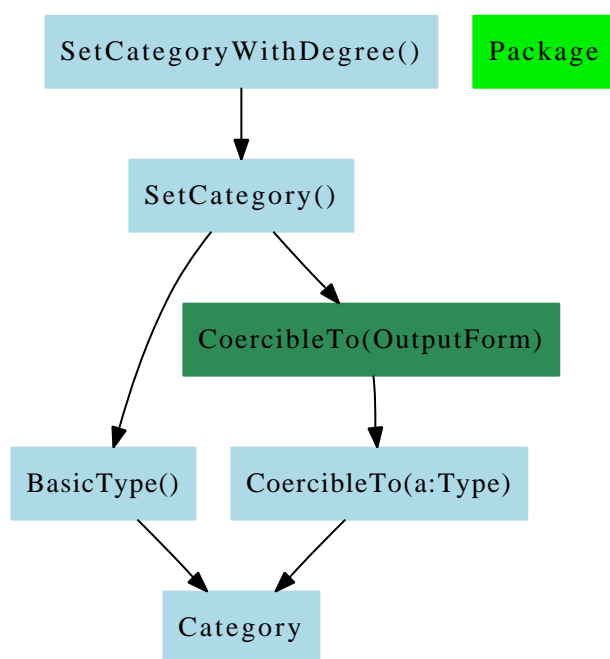 SetCategoryWithDegree()
Package
SetCategory()
CoercibleTo(OutputForm)
BasicType()
CoercibleTo(a:Type)
Category